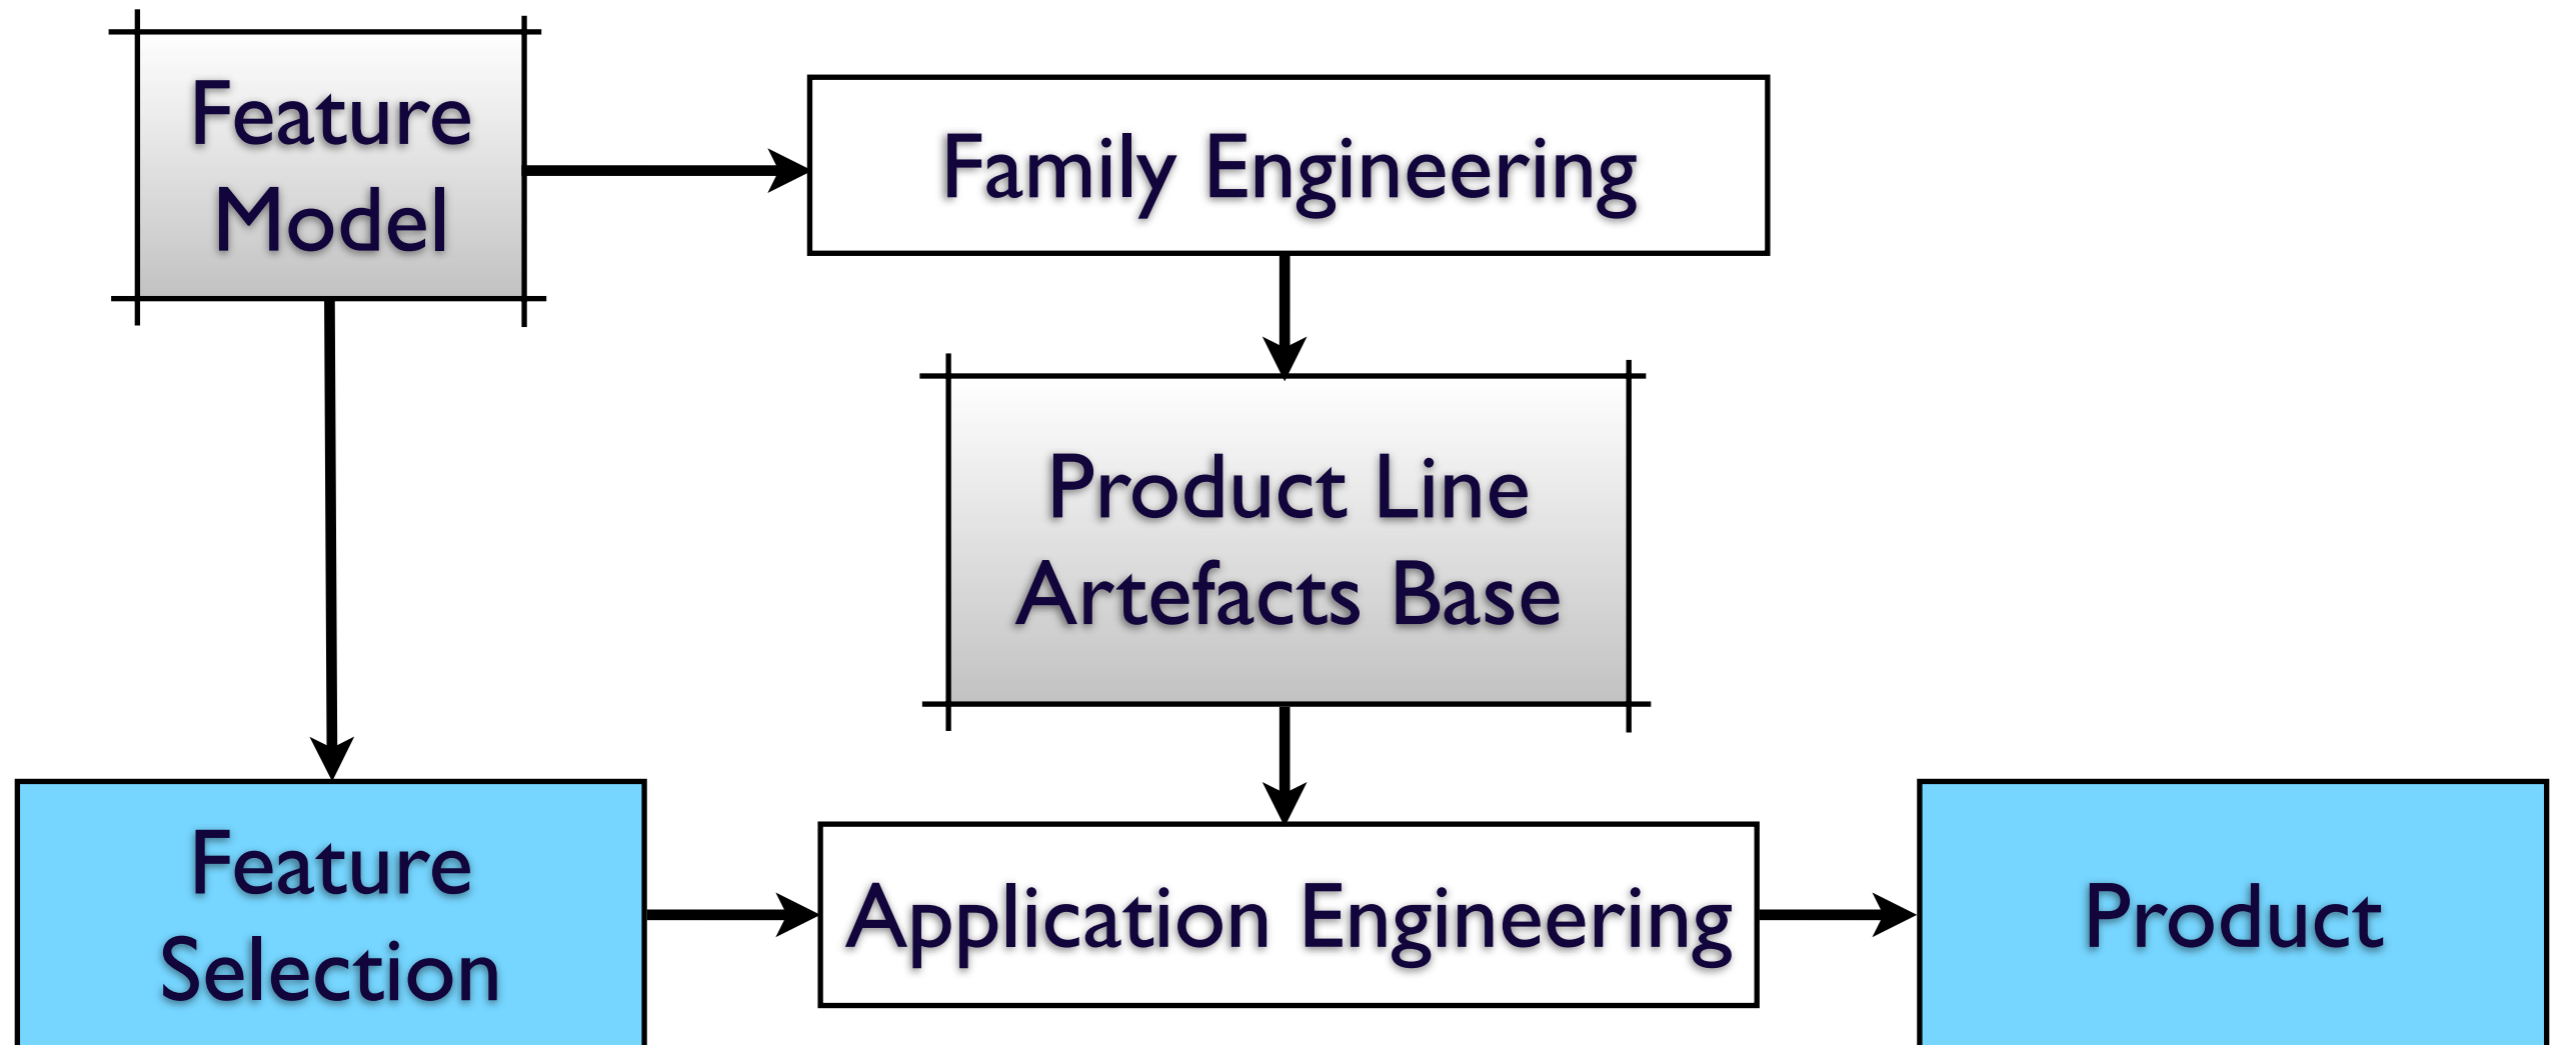 Feature
Model
Family Engineering
Product Line
Artefacts Base
Feature
Selection
Application Engineering
Product